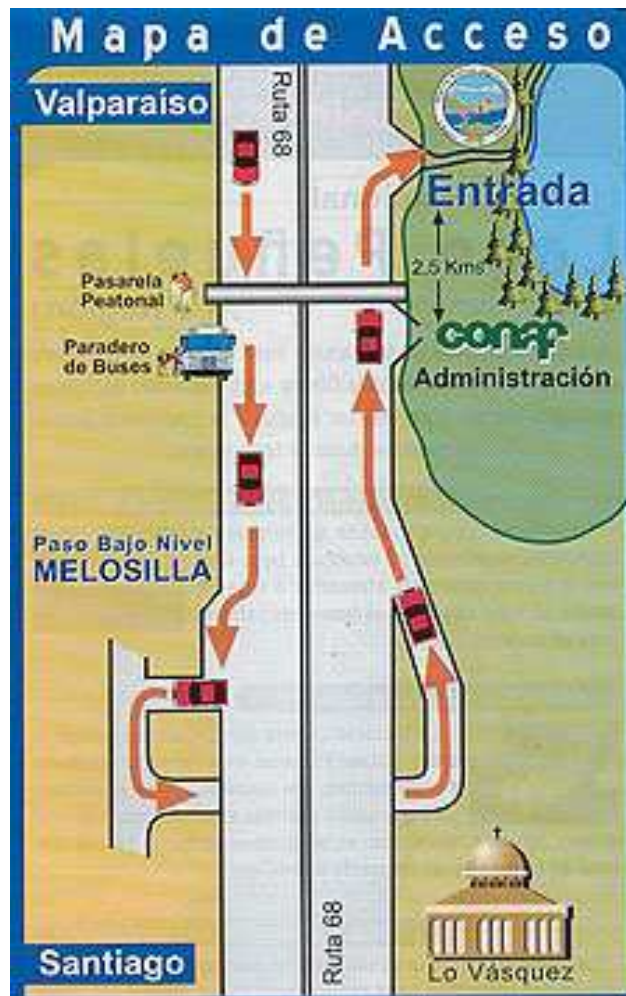 Mapa de Acceso
Valparaíso
Ruta 68
Entrada
2,5 Kms
Pasarela
Peatonal
Paradero
de Buses
conaf
Administración
Paso Bajo Nivel
MELOSILLA
Ruta 68
Santiago
Lo Vásquez